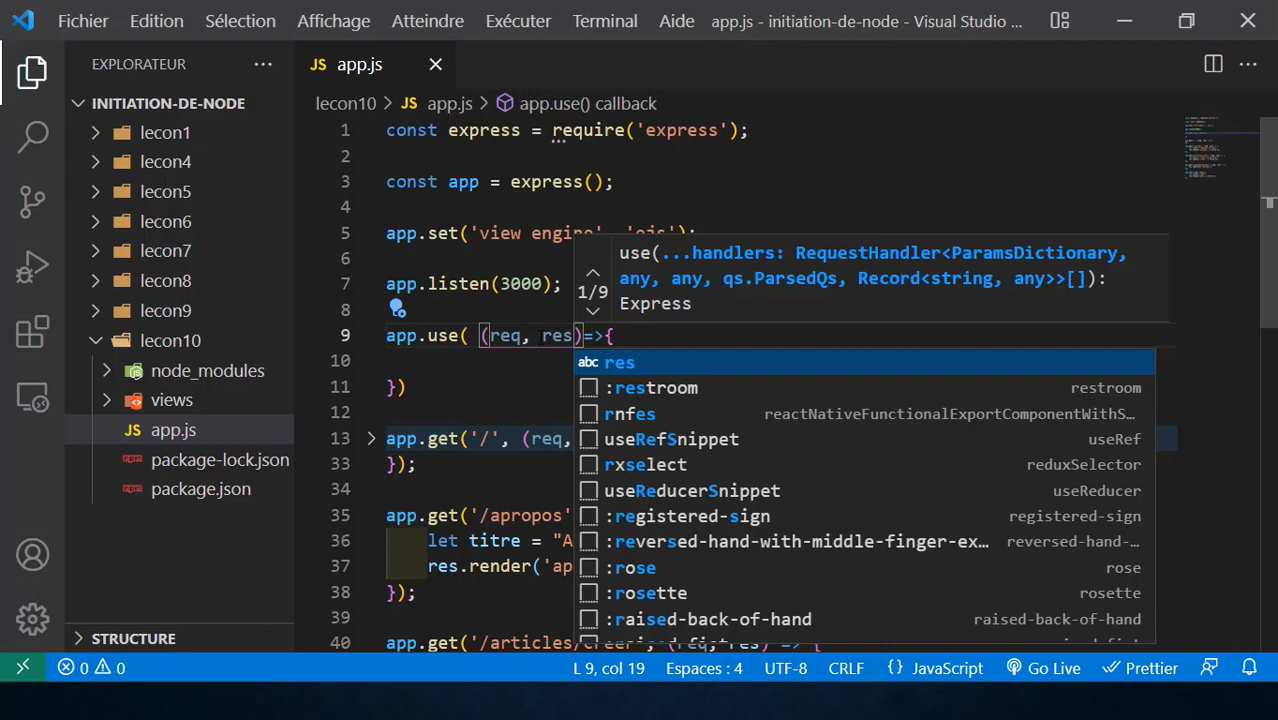 Fichier Edition Sélection Affichage Atteindre Exécuter Terminal Aide app.js - initiation-de-node - Visual Studio ...
EXPLORATEUR
INITIATION-DE-NODE
lecon1
lecon4
lecon5
lecon6
lecon7
lecon8
lecon9
lecon10
node_modules
views
JS app.js
package-lock.json
package.json
STRUCTURE
JS app.js
lecon10 > JS app.js > app.use() callback
1 const express = require('express');
2
3 const app = express();
4
5 app.set('view engine', 'ejs');
6
7 app.listen(3000);
8
9 app.use( (req, res)=>{
10
11 })
12
13 app.get('/', (req,
33 });
34
35 app.get('/apropos'
36 let titre = "A
37 res.render('ap
38 });
39
40 app.get('/articles/creer', (req, res) => {
1/9
use(...handlers: RequestHandler<ParamsDictionary,
any, any, qs.ParsedQs, Record<string, any>>[]):
Express
abc res
:restroom restroom
rnfes reactNativeFunctionalExportComponentWithS...
useRefSnippet useRef
rxselect reduxSelector
useReducerSnippet useReducer
:registered-sign registered-sign
:reversed-hand-with-middle-finger-ex... reversed-hand-...
:rose rose
:rosette rosette
:raised-back-of-hand raised-back-of-hand
:raised-fist raised-fist
0 0 L 9, col 19 Espaces : 4 UTF-8 CRLF {} JavaScript Go Live Prettier